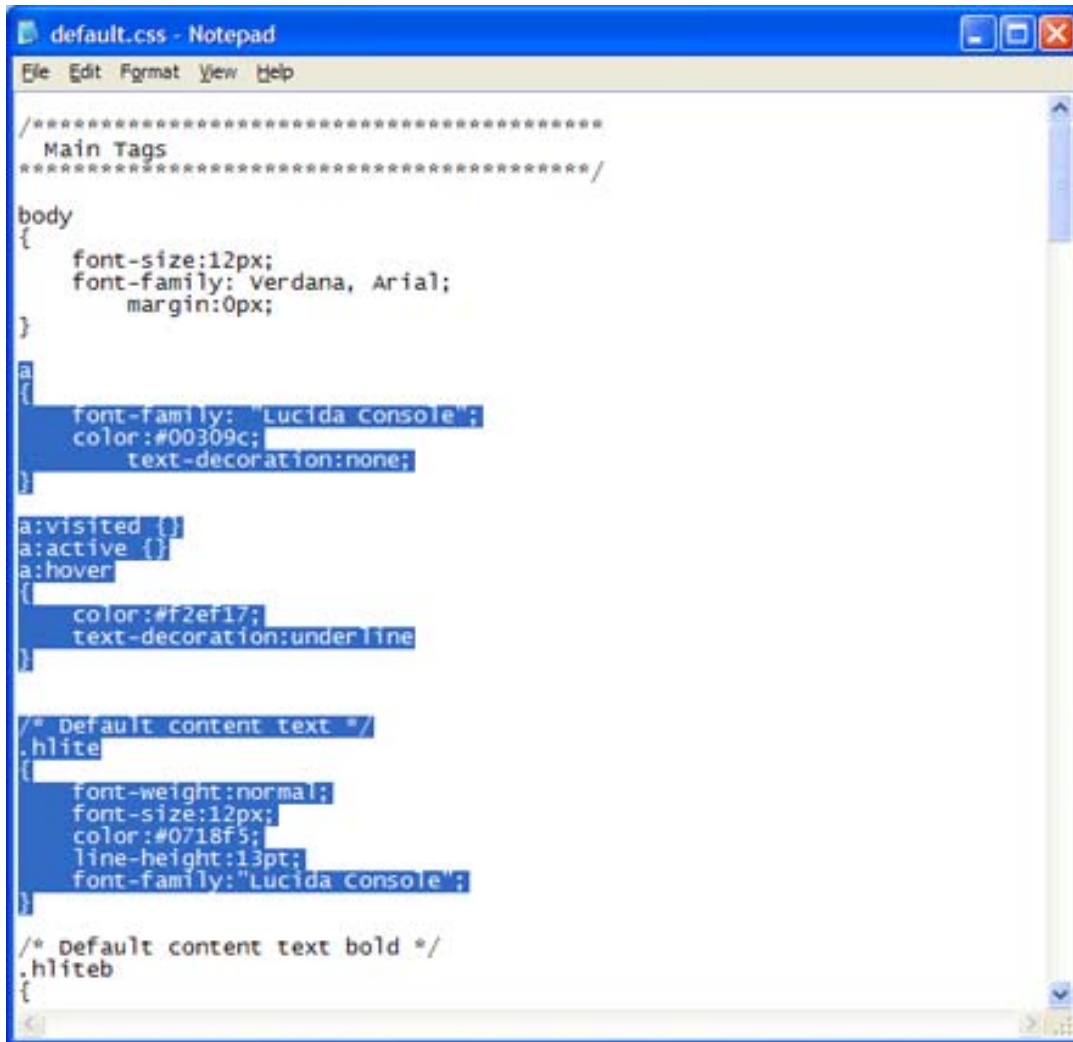 default.css - Notepad
File Edit Format View Help
/******************************************
  Main Tags
******************************************/
body
{
    font-size:12px;
    font-family: Verdana, Arial;
        margin:0px;
}
a
{
    font-family: "Lucida Console";
    color:#00309c;
        text-decoration:none;
}
a:visited {}
a:active {}
a:hover
{
    color:#f2ef17;
    text-decoration:underline
}
/* Default content text */
.hlite
{
    font-weight:normal;
    font-size:12px;
    color:#0718f5;
    line-height:13pt;
    font-family:"Lucida Console";
}
/* Default content text bold */
.hliteb
{